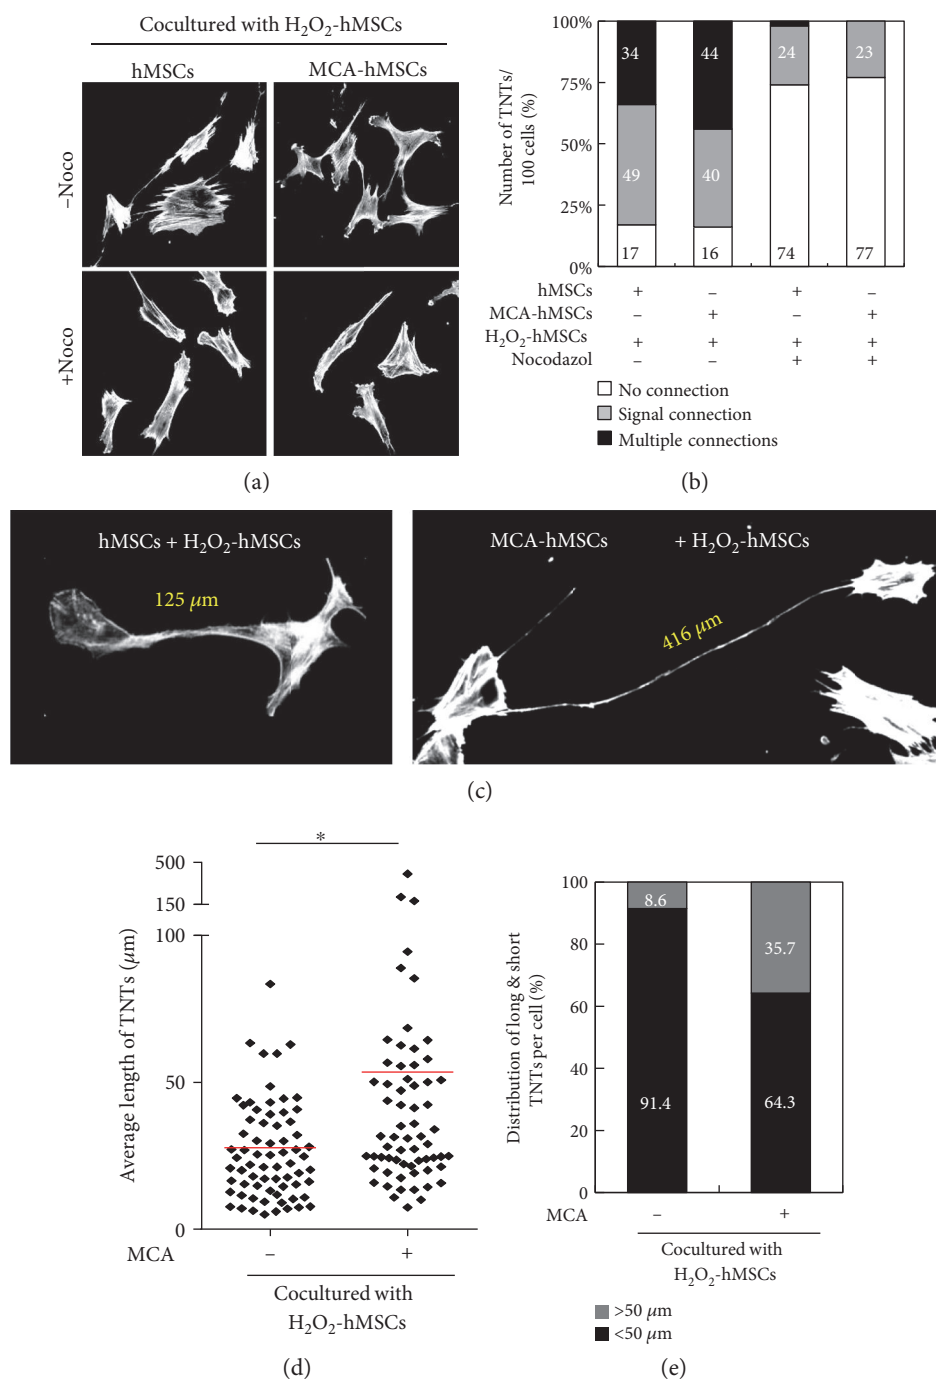 Cocultured with H₂O₂-hMSCs
hMSCs
MCA-hMSCs
–Noco
+Noco
(a)
Number of TNTs/
100 cells (%)
100%
75%
50%
25%
0%
34
44
24
23
49
40
17
16
74
77
hMSCs + – + –
MCA-hMSCs – + – +
H₂O₂-hMSCs + + + +
Nocodazol – – + +
No connection
Signal connection
Multiple connections
(b)
hMSCs + H₂O₂-hMSCs
125 μm
MCA-hMSCs + H₂O₂-hMSCs
416 μm
(c)
*
Average length of TNTs (μm)
500
150
100
50
0
MCA – +
Cocultured with
H₂O₂-hMSCs
(d)
Distribution of long & short
TNTs per cell (%)
100
80
60
40
20
0
8.6
35.7
91.4
64.3
MCA – +
Cocultured with
H₂O₂-hMSCs
>50 μm
<50 μm
(e)